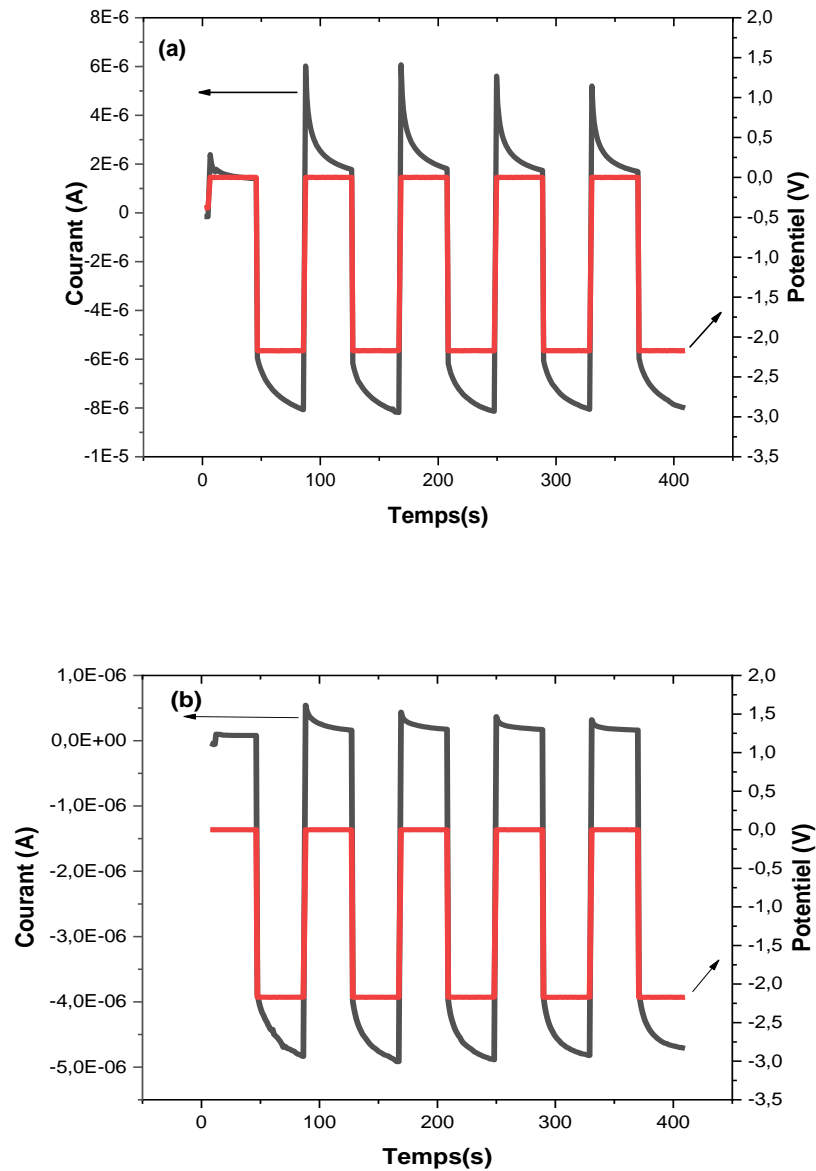 (a)
8E-6
6E-6
4E-6
2E-6
0
-2E-6
-4E-6
-6E-6
-8E-6
-1E-5
Courant (A)
2,0
1,5
1,0
0,5
0,0
-0,5
-1,0
-1,5
-2,0
-2,5
-3,0
-3,5
Potentiel (V)
0 100 200 300 400
Temps(s)
(b)
1,0E-06
0,0E+00
-1,0E-06
-2,0E-06
-3,0E-06
-4,0E-06
-5,0E-06
Courant (A)
2,0
1,5
1,0
0,5
0,0
-0,5
-1,0
-1,5
-2,0
-2,5
-3,0
-3,5
Potentiel (V)
0 100 200 300 400
Temps(s)